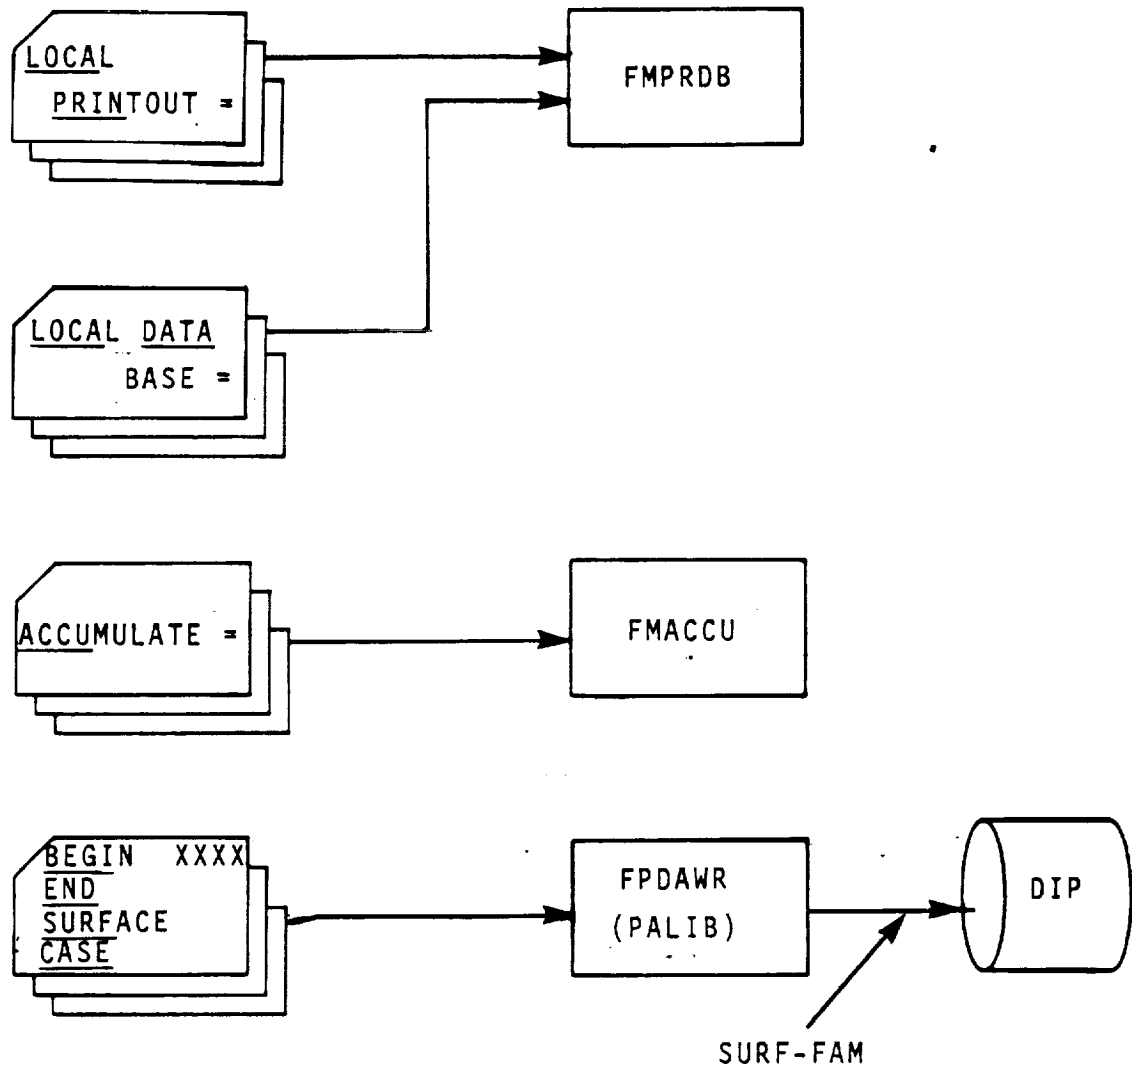 LOCAL
PRINTOUT =
FMPRDB
LOCAL DATA
BASE =
ACCUMULATE =
FMACCU
BEGIN XXXX
END
SURFACE
CASE
FPDAWR
(PALIB)
DIP
SURF-FAM